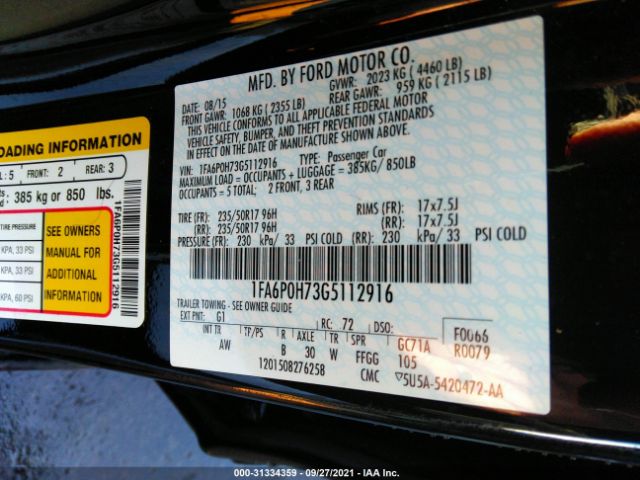 MFD. BY FORD MOTOR CO.
DATE: 08/15 GVWR: 2023 KG ( 4460 LB)
FRONT GAWR: 1068 KG ( 2355 LB) REAR GAWR: 959 KG ( 2115 LB)
THIS VEHICLE CONFORMS TO ALL APPLICABLE FEDERAL MOTOR
VEHICLE SAFETY, BUMPER, AND THEFT PREVENTION STANDARDS
IN EFFECT ON THE DATE OF MANUFACTURE SHOWN ABOVE.
VIN: 1FA6P0H73G5112916 TYPE: Passenger Car
MAXIMUM LOAD = OCCUPANTS + LUGGAGE = 385KG/ 850LB
OCCUPANTS = 5 TOTAL; 2 FRONT, 3 REAR
TIRE (FR): 235/50R17 96H RIMS (FR): 17x7.5J
(RR): 235/50R17 96H (RR): 17x7.5J
PRESSURE (FR): 230 kPa/ 33 PSI COLD (RR): 230 kPa/ 33 PSI COLD
1FA6P0H73G5112916
TRAILER TOWING - SEE OWNER GUIDE
EXT PNT: G1 RC: 72 DSO: F0066
INT TR TP/PS R AXLE TR SPR GC71A R0079
AW B 30 W FFGG 105
1201508276258 CMC 5U5A-5420472-AA
OADING INFORMATION
: 5 FRONT: 2 REAR: 3
385 kg or 850 lbs.
TIRE PRESSURE
KPA, 33 PSI
KPA, 33 PSI
KPA, 60 PSI
SEE OWNERS
MANUAL FOR
ADDITIONAL
INFORMATION
1FA6P0H73G5112916
000-31334359 - 09/27/2021 - IAA Inc.